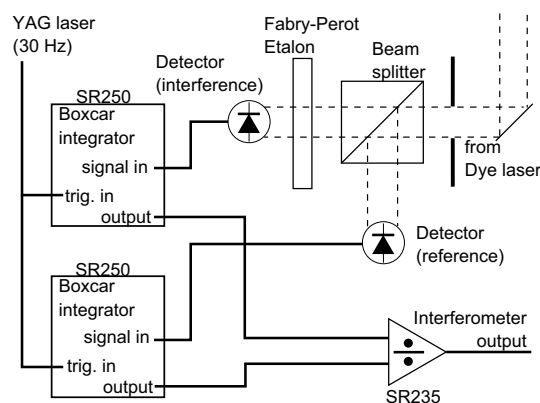 YAG laser
(30 Hz)
Detector
(interference)
Fabry-Perot
Etalon
Beam
splitter
SR250
Boxcar
integrator
signal in
trig. in
output
from
Dye laser
Detector
(reference)
SR250
Boxcar
integrator
signal in
trig. in
output
Interferometer
output
SR235